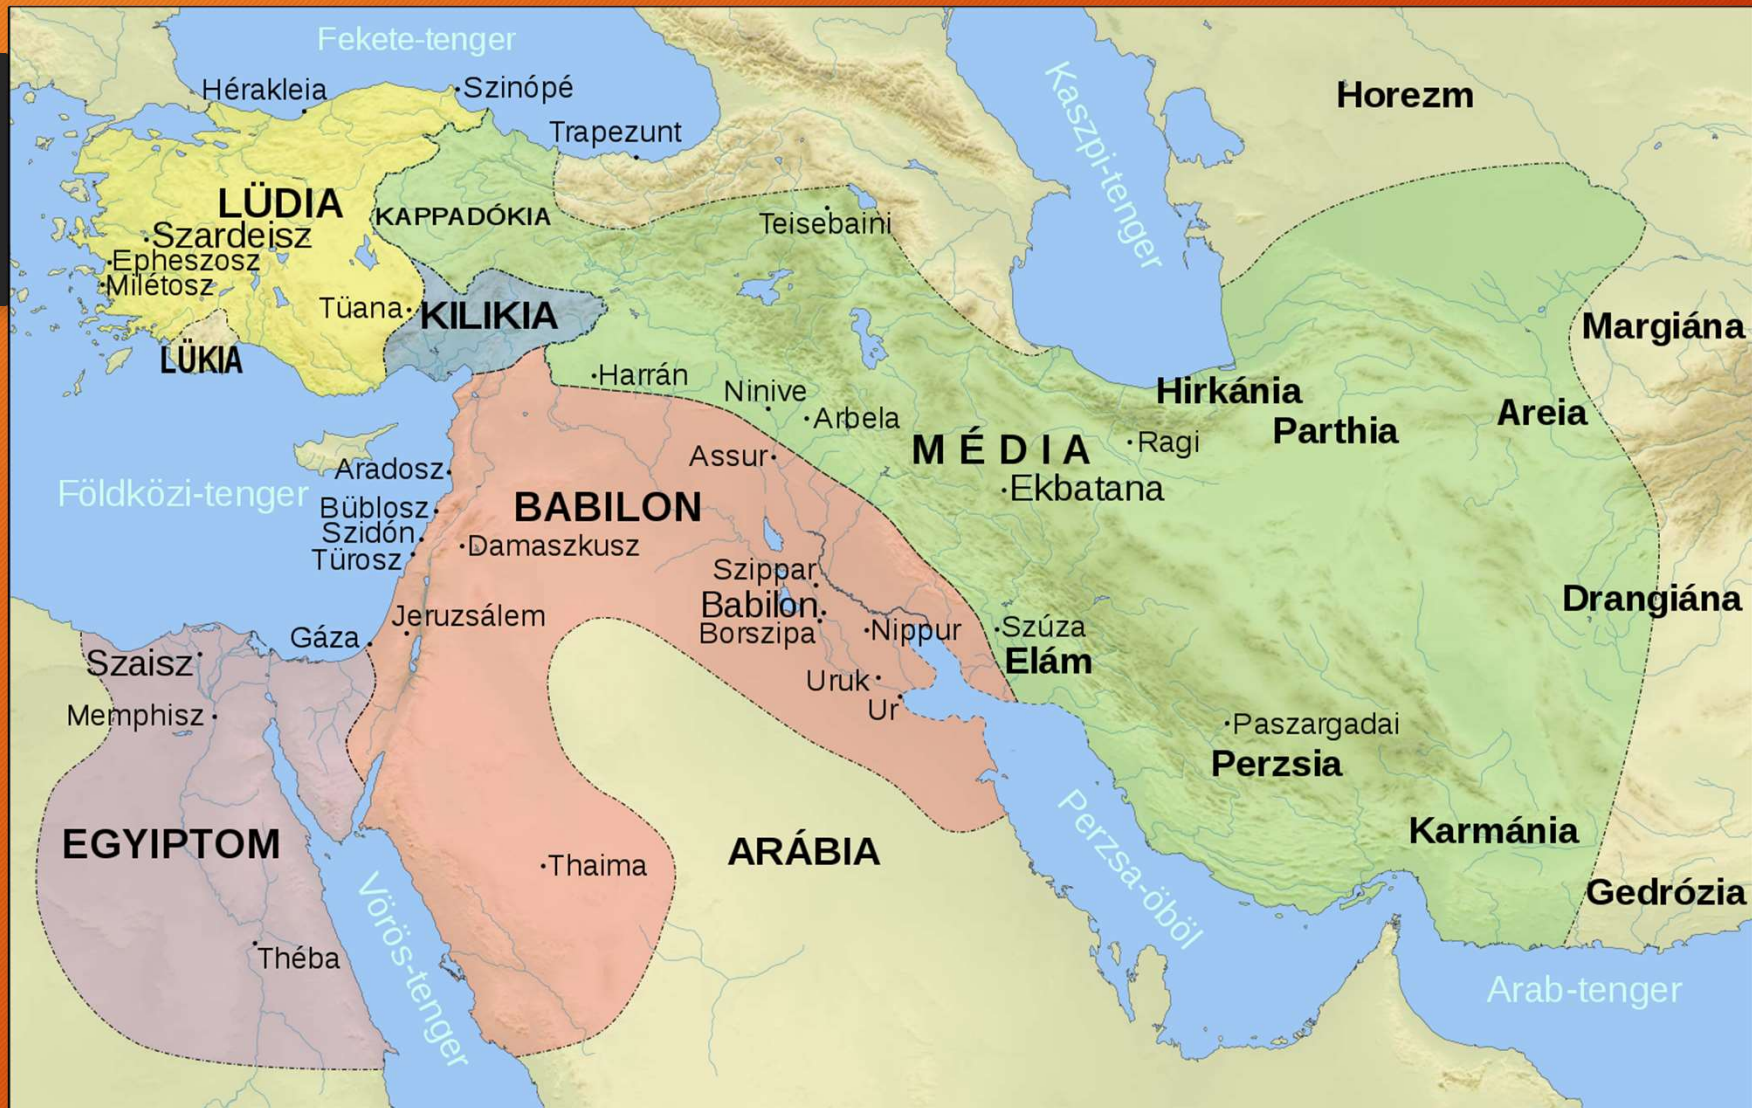 Fekete-tenger
Kaszpi-tenger
Horezm
Hérakleia
Szinópé
Trapezunt
LÜDIA
KAPPADÓKIA
Teisebaini
Szardeisz
Epheszosz
Milétosz
Tüana
KILIKIA
Margiána
LÜKIA
Harrán
Ninive
Arbela
Hirkánia
Parthia
Areia
MÉDIA
Ragi
Assur
Aradosz
Ekbatana
Földközi-tenger
BABILON
Büblosz
Szidón
Türosz
Damaszkusz
Szippar
Babilon
Borszipa
Nippur
Drangiána
Jeruzsálem
Gáza
Szúza
Elám
Szaisz
Uruk
Ur
Memphisz
Paszargadai
Perzsia
EGYIPTOM
ARÁBIA
Perzsa-öböl
Karmánia
Thaima
Gedrózia
Vörös-tenger
Théba
Arab-tenger